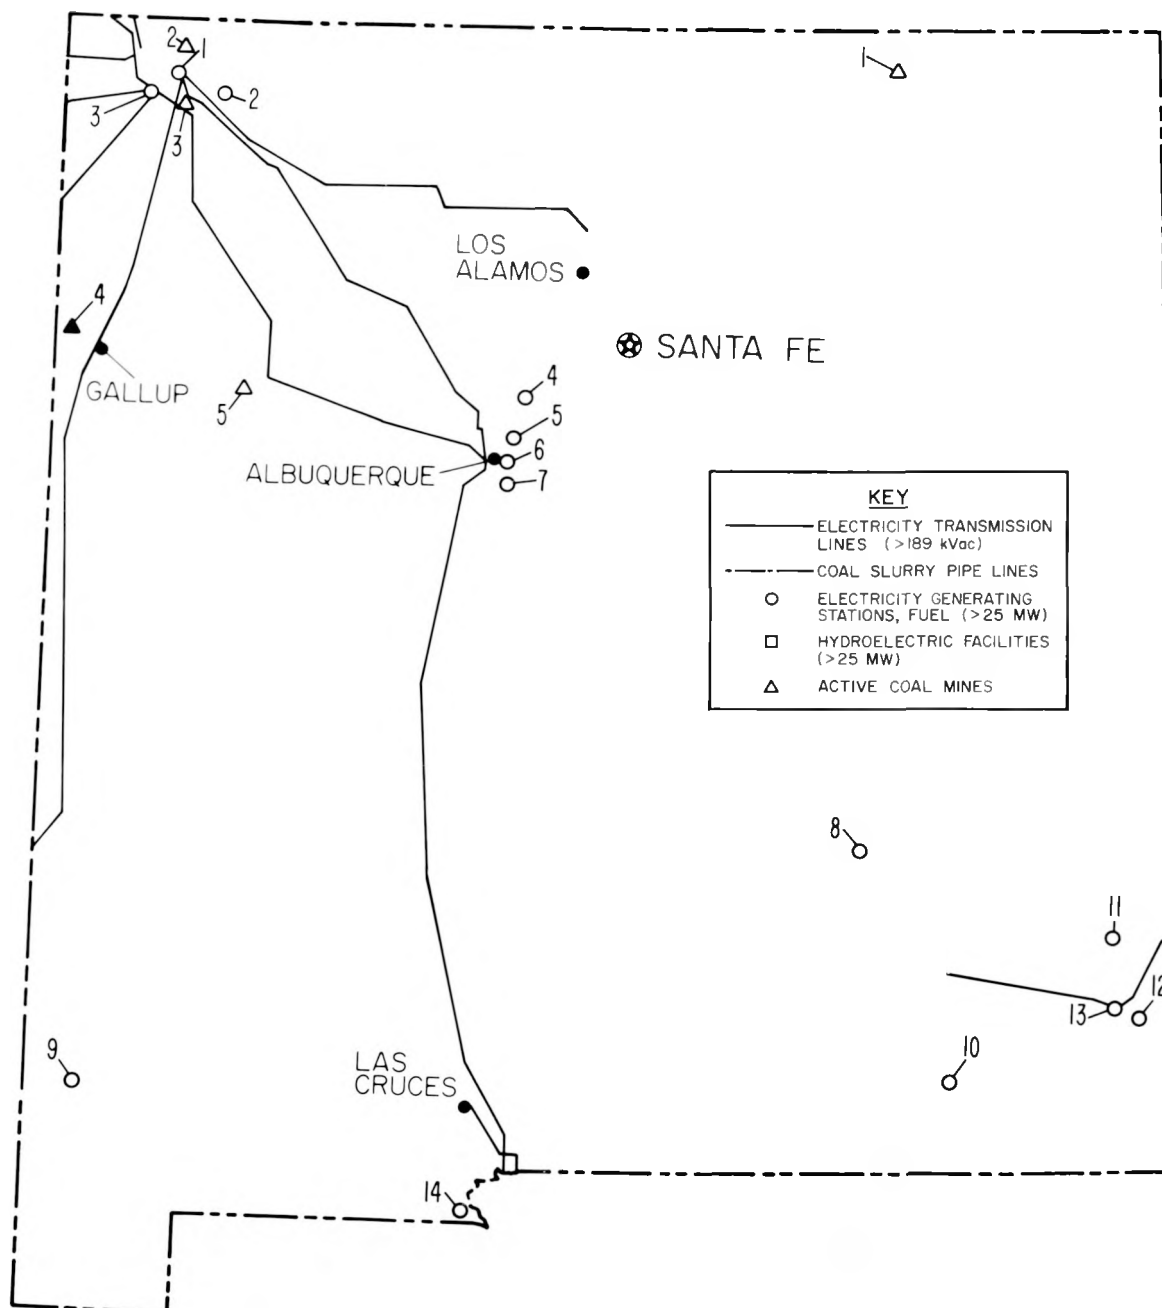 2
1
1
3
2
3
LOS
ALAMOS
4
SANTA FE
GALLUP
5
4
5
ALBUQUERQUE
6
7
KEY
ELECTRICITY TRANSMISSION
LINES (>189 kVac)
COAL SLURRY PIPE LINES
ELECTRICITY GENERATING
STATIONS, FUEL (>25 MW)
HYDROELECTRIC FACILITIES
(>25 MW)
ACTIVE COAL MINES
8
11
13
12
9
LAS
CRUCES
10
14